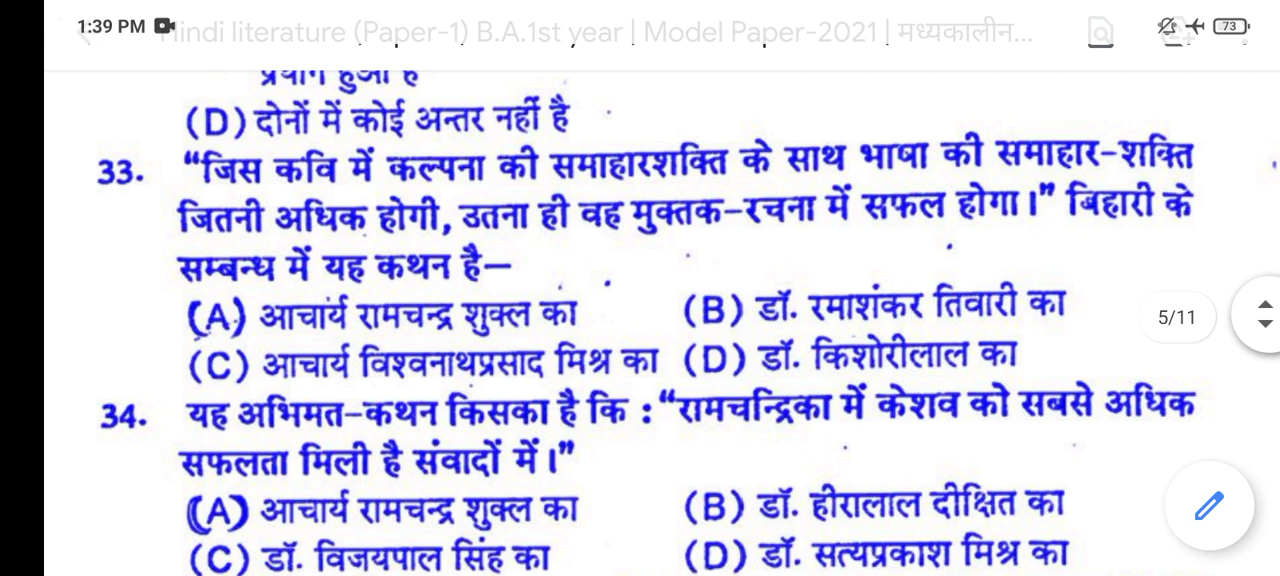 1:39 PM
Hindi literature (Paper-1) B.A.1st year | Model Paper-2021 | मध्यकालीन...
73
प्रयोग हुआ है
(D) दोनों में कोई अन्तर नहीं है
33. “जिस कवि में कल्पना की समाहारशक्ति के साथ भाषा की समाहार-शक्ति
जितनी अधिक होगी, उतना ही वह मुक्तक-रचना में सफल होगा।” बिहारी के
सम्बन्ध में यह कथन है—
(A) आचार्य रामचन्द्र शुक्ल का (B) डॉ. रमाशंकर तिवारी का
5/11
(C) आचार्य विश्वनाथप्रसाद मिश्र का (D) डॉ. किशोरीलाल का
34. यह अभिमत-कथन किसका है कि : “रामचन्द्रिका में केशव को सबसे अधिक
सफलता मिली है संवादों में।”
(A) आचार्य रामचन्द्र शुक्ल का (B) डॉ. हीरालाल दीक्षित का
(C) डॉ. विजयपाल सिंह का (D) डॉ. सत्यप्रकाश मिश्र का